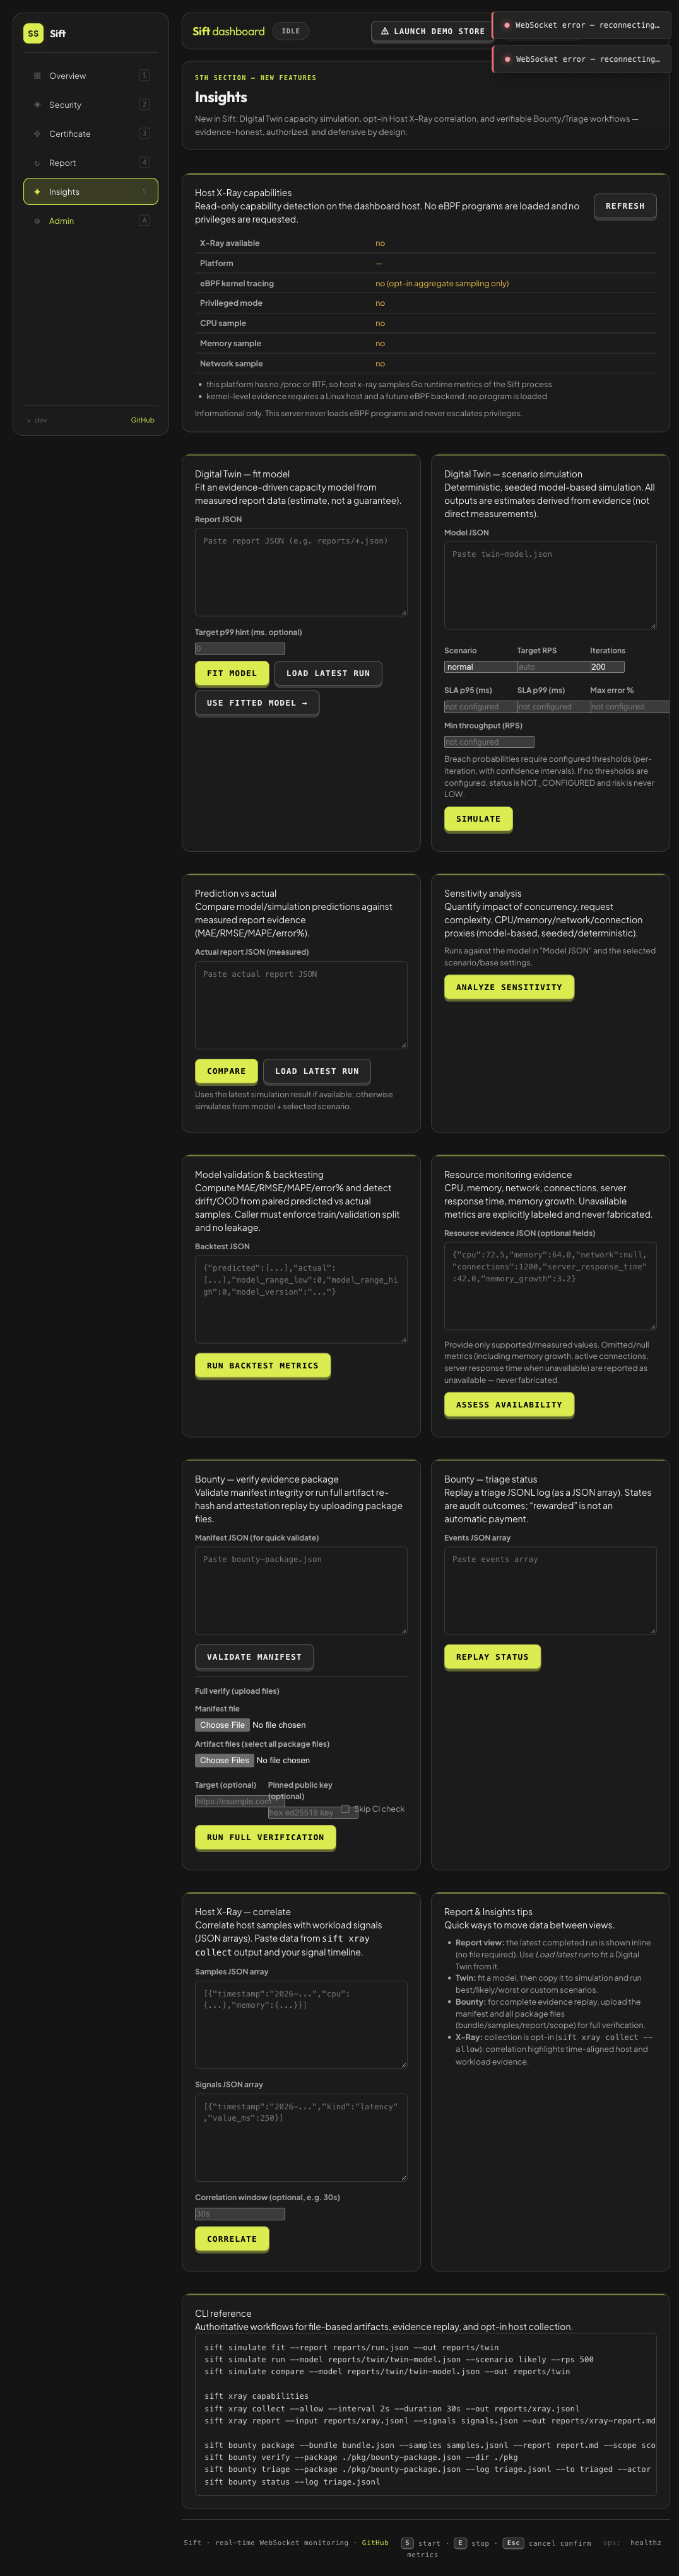 SS Sift
Overview 1
Security 2
Certificate 3
Report 4
Insights 5
Admin A
v dev GitHub
Sift dashboard IDLE ⚠ LAUNCH DEMO STORE
WebSocket error — reconnecting…
WebSocket error — reconnecting…
5TH SECTION — NEW FEATURES
Insights
New in Sift: Digital Twin capacity simulation, opt-in Host X-Ray correlation, and verifiable Bounty/Triage workflows —
evidence-honest, authorized, and defensive by design.
Host X-Ray capabilities
Read-only capability detection on the dashboard host. No eBPF programs are loaded and no
privileges are requested.
REFRESH
X-Ray available no
Platform —
eBPF kernel tracing no (opt-in aggregate sampling only)
Privileged mode no
CPU sample no
Memory sample no
Network sample no
• this platform has no /proc or BTF, so host x-ray samples Go runtime metrics of the Sift process
• kernel-level evidence requires a Linux host and a future eBPF backend; no program is loaded
Informational only. This server never loads eBPF programs and never escalates privileges.
Digital Twin — fit model
Fit an evidence-driven capacity model from
measured report data (estimate, not a guarantee).
Report JSON
Paste report JSON (e.g. reports/*.json)
Target p99 hint (ms, optional)
0
FIT MODEL LOAD LATEST RUN
USE FITTED MODEL →
Digital Twin — scenario simulation
Deterministic, seeded model-based simulation. All
outputs are estimates derived from evidence (not
direct measurements).
Model JSON
Paste twin-model.json
Scenario Target RPS Iterations
normal auto 200
SLA p95 (ms) SLA p99 (ms) Max error %
not configured not configured not configured
Min throughput (RPS)
not configured
Breach probabilities require configured thresholds (per-
iteration, with confidence intervals). If no thresholds are
configured, status is NOT_CONFIGURED and risk is never
LOW.
SIMULATE
Prediction vs actual
Compare model/simulation predictions against
measured report evidence
(MAE/RMSE/MAPE/error%).
Actual report JSON (measured)
Paste actual report JSON
COMPARE LOAD LATEST RUN
Uses the latest simulation result if available; otherwise
simulates from model + selected scenario.
Sensitivity analysis
Quantify impact of concurrency, request
complexity, CPU/memory/network/connection
proxies (model-based, seeded/deterministic).
Runs against the model in "Model JSON" and the selected
scenario/base settings.
ANALYZE SENSITIVITY
Model validation & backtesting
Compute MAE/RMSE/MAPE/error% and detect
drift/OOD from paired predicted vs actual
samples. Caller must enforce train/validation split
and no leakage.
Backtest JSON
{"predicted":[...],"actual":
[...],"model_range_low":0,"model_range_hi
gh":0,"model_version":"..."}
RUN BACKTEST METRICS
Resource monitoring evidence
CPU, memory, network, connections, server
response time, memory growth. Unavailable
metrics are explicitly labeled and never fabricated.
Resource evidence JSON (optional fields)
{"cpu":72.5,"memory":64.0,"network":null,
"connections":1200,"server_response_time"
:42.0,"memory_growth":3.2}
Provide only supported/measured values. Omitted/null
metrics (including memory growth, active connections,
server response time when unavailable) are reported as
unavailable — never fabricated.
ASSESS AVAILABILITY
Bounty — verify evidence package
Validate manifest integrity or run full artifact re-
hash and attestation replay by uploading package
files.
Manifest JSON (for quick validate)
Paste bounty-package.json
VALIDATE MANIFEST
Full verify (upload files)
Manifest file
Choose File No file chosen
Artifact files (select all package files)
Choose Files No file chosen
Target (optional) Pinned public key
(optional)
https://example.com
hex ed25519 key Skip CI check
RUN FULL VERIFICATION
Bounty — triage status
Replay a triage JSONL log (as a JSON array). States
are audit outcomes; “rewarded” is not an
automatic payment.
Events JSON array
Paste events array
REPLAY STATUS
Host X-Ray — correlate
Correlate host samples with workload signals
(JSON arrays). Paste data from sift xray
collect output and your signal timeline.
Samples JSON array
[{"timestamp":"2026-...","cpu":
{...},"memory":{...}}]
Signals JSON array
[{"timestamp":"2026-...","kind":"latency"
,"value_ms":250}]
Correlation window (optional, e.g. 30s)
30s
CORRELATE
Report & Insights tips
Quick ways to move data between views.
• Report view: the latest completed run is shown inline
(no file required). Use Load latest run to fit a Digital
Twin from it.
• Twin: fit a model, then copy it to simulation and run
best/likely/worst or custom scenarios.
• Bounty: for complete evidence replay, upload the
manifest and all package files
(bundle/samples/report/scope) for full verification.
• X-Ray: collection is opt-in (sift xray collect --
allow); correlation highlights time-aligned host and
workload evidence.
CLI reference
Authoritative workflows for file-based artifacts, evidence replay, and opt-in host collection.
sift simulate fit --report reports/run.json --out reports/twin
sift simulate run --model reports/twin/twin-model.json --scenario likely --rps 500
sift simulate compare --model reports/twin/twin-model.json --out reports/twin
sift xray capabilities
sift xray collect --allow --interval 2s --duration 30s --out reports/xray.jsonl
sift xray report --input reports/xray.jsonl --signals signals.json --out reports/xray-report.md
sift bounty package --bundle bundle.json --samples samples.jsonl --report report.md --scope sco
sift bounty verify --package ./pkg/bounty-package.json --dir ./pkg
sift bounty triage --package ./pkg/bounty-package.json --log triage.jsonl --to triaged --actor
sift bounty status --log triage.jsonl
Sift · real-time WebSocket monitoring · GitHub S start · E stop · Esc cancel confirm ops: healthz
metrics